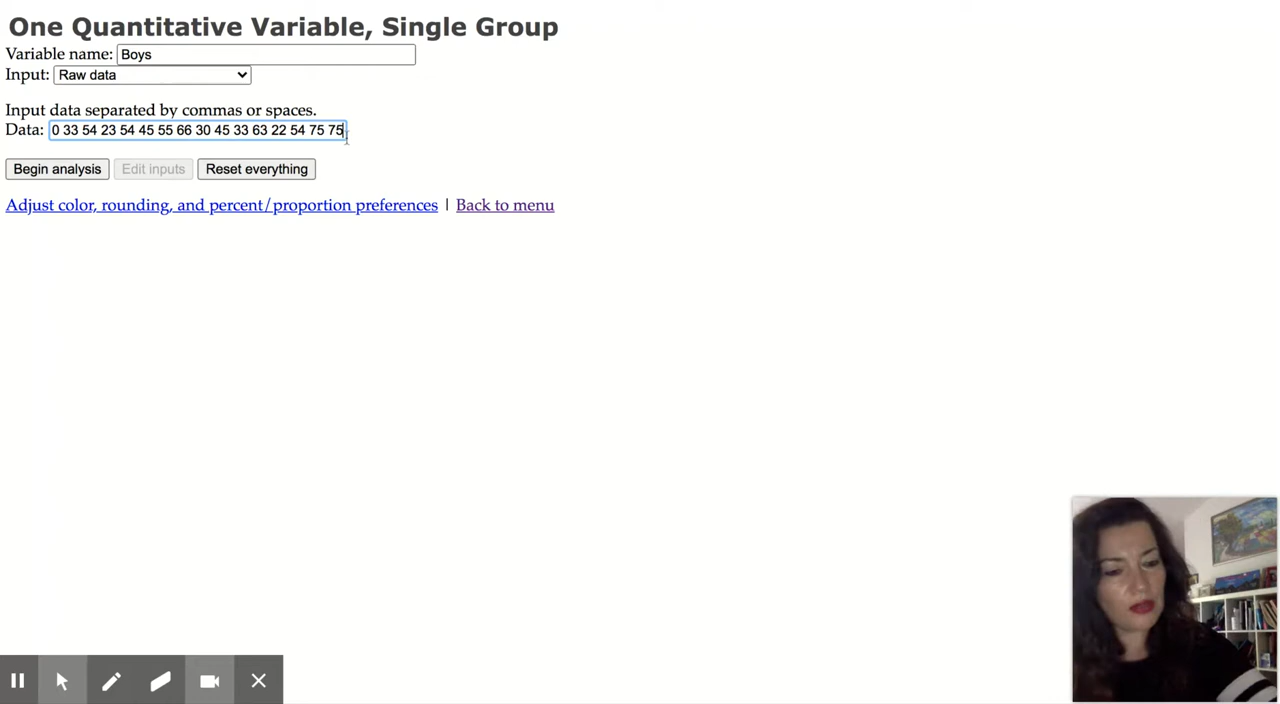 One Quantitative Variable, Single Group
Variable name: Boys
Input: Raw data
Input data separated by commas or spaces.
Data: 0 33 54 23 54 45 55 66 30 45 33 63 22 54 75 75
Begin analysis Edit inputs Reset everything
Adjust color, rounding, and percent/proportion preferences | Back to menu